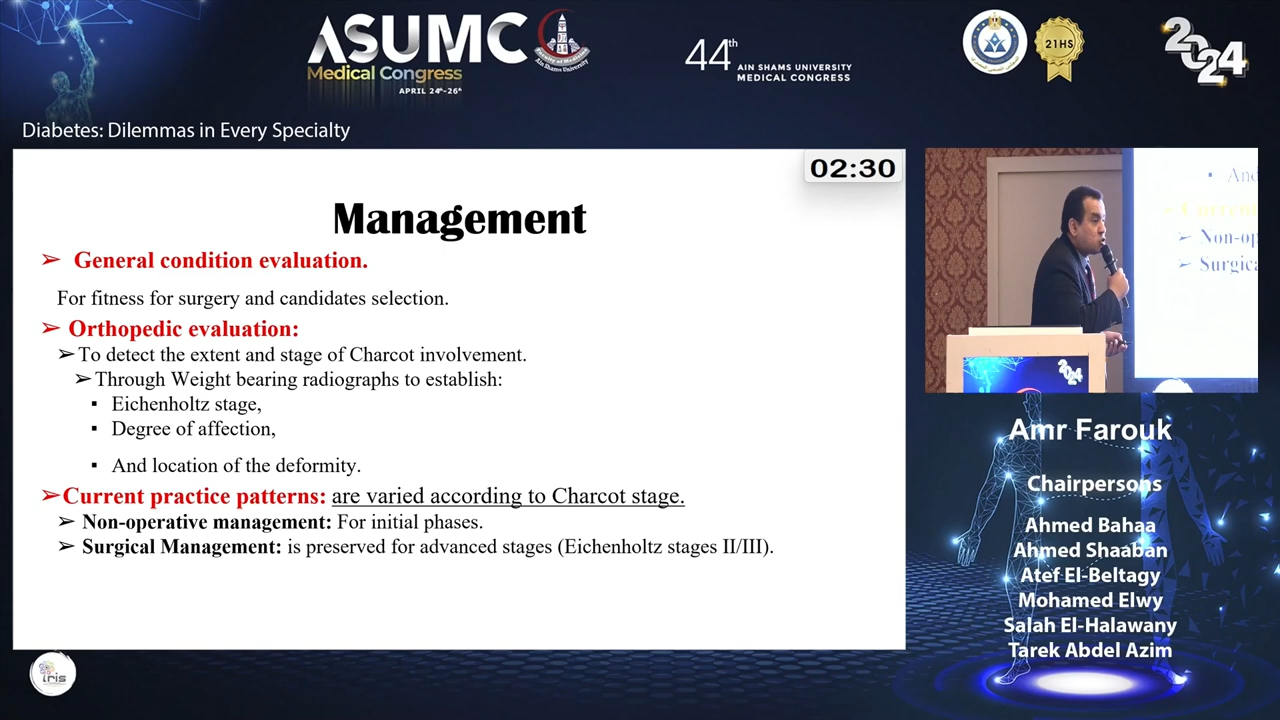 ASUMC
Medical Congress
APRIL 24th-26th
Ain Shams University
44th
AIN SHAMS UNIVERSITY
MEDICAL CONGRESS
21HS
2024
Diabetes: Dilemmas in Every Specialty
02:30
Management
➢ General condition evaluation.
For fitness for surgery and candidates selection.
➢ Orthopedic evaluation:
➢ To detect the extent and stage of Charcot involvement.
➢ Through Weight bearing radiographs to establish:
▪ Eichenholtz stage,
▪ Degree of affection,
▪ And location of the deformity.
➢ Current practice patterns: are varied according to Charcot stage.
➢ Non-operative management: For initial phases.
➢ Surgical Management: is preserved for advanced stages (Eichenholtz stages II/III).
▪ And
➢ Non-op
➢ Surgica
2024
Amr Farouk
Chairpersons
Ahmed Bahaa
Ahmed Shaaban
Atef El-Beltagy
Mohamed Elwy
Salah El-Halawany
Tarek Abdel Azim
iris